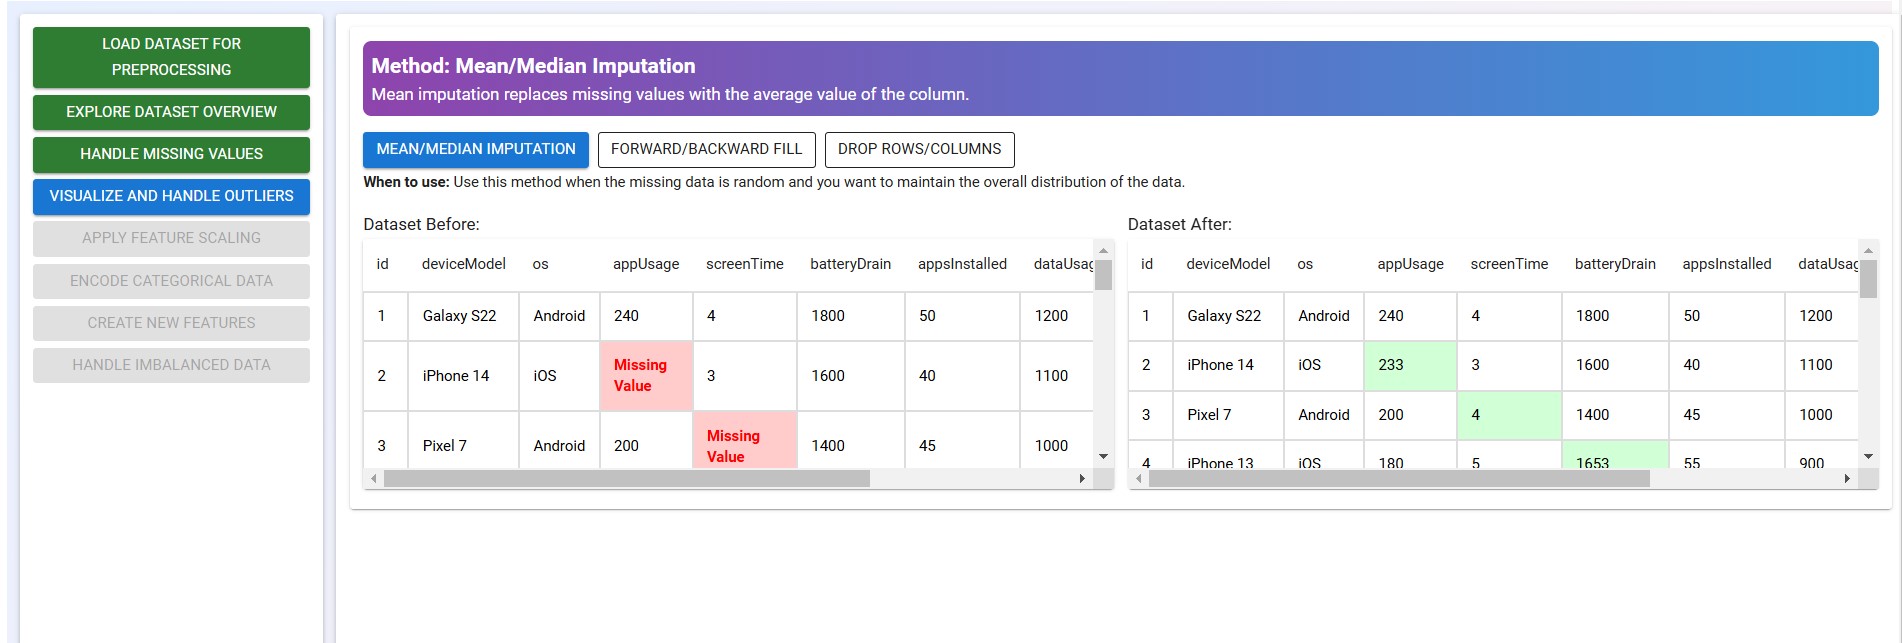 LOAD DATASET FOR
PREPROCESSING
EXPLORE DATASET OVERVIEW
HANDLE MISSING VALUES
VISUALIZE AND HANDLE OUTLIERS
APPLY FEATURE SCALING
ENCODE CATEGORICAL DATA
CREATE NEW FEATURES
HANDLE IMBALANCED DATA
Method: Mean/Median Imputation
Mean imputation replaces missing values with the average value of the column.
MEAN/MEDIAN IMPUTATION FORWARD/BACKWARD FILL DROP ROWS/COLUMNS
When to use: Use this method when the missing data is random and you want to maintain the overall distribution of the data.
Dataset Before:
id deviceModel os appUsage screenTime batteryDrain appsInstalled dataUsag
1 Galaxy S22 Android 240 4 1800 50 1200
2 iPhone 14 iOS Missing Value 3 1600 40 1100
3 Pixel 7 Android 200 Missing Value 1400 45 1000
Dataset After:
id deviceModel os appUsage screenTime batteryDrain appsInstalled dataUsag
1 Galaxy S22 Android 240 4 1800 50 1200
2 iPhone 14 iOS 233 3 1600 40 1100
3 Pixel 7 Android 200 4 1400 45 1000
4 iPhone 13 iOS 180 5 1653 55 900